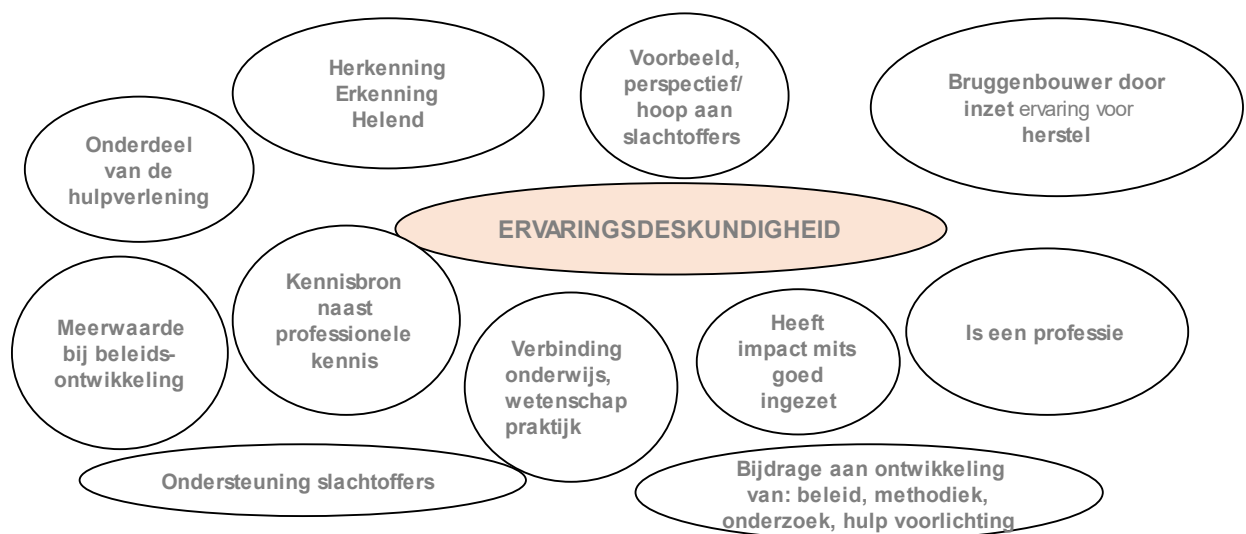 Herkenning
Erkenning
Helend
Voorbeeld,
perspectief/
hoop aan
slachtoffers
Bruggenbouwer door
inzet ervaring voor
herstel
Onderdeel
van de
hulpverlening
ERVARINGSDESKUNDIGHEID
Meerwaarde
bij beleids-
ontwikkeling
Kennisbron
naast
professionele
kennis
Verbinding
onderwijs,
wetenschap
praktijk
Heeft
impact mits
goed
ingezet
Is een professie
Ondersteuning slachtoffers
Bijdrage aan ontwikkeling
van: beleid, methodiek,
onderzoek, hulp voorlichting